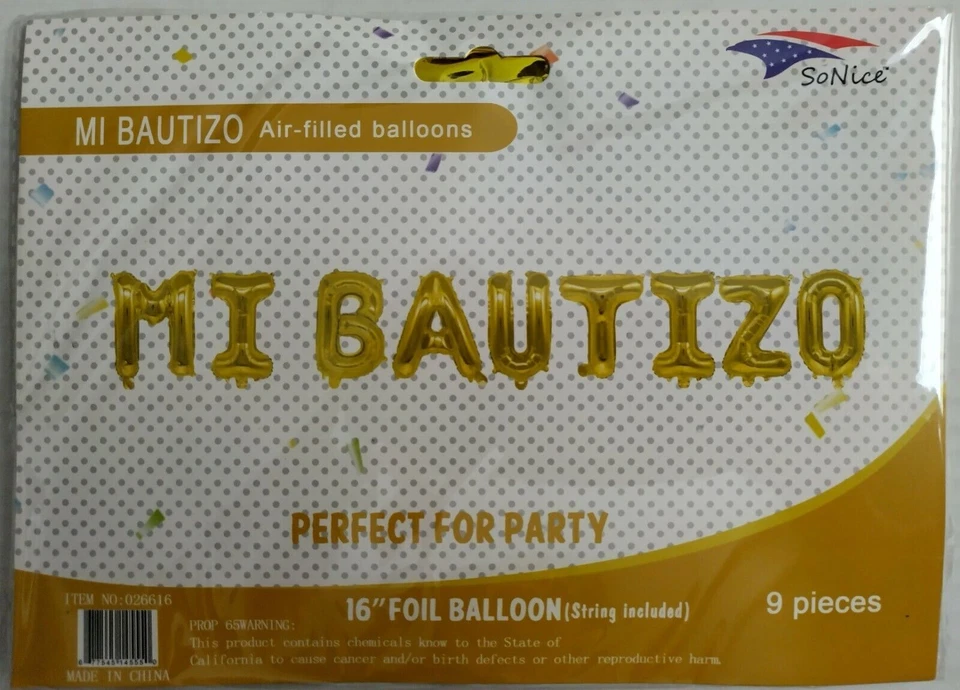 SoNice
MI BAUTIZO Air-filled balloons
MI BAUTIZO
PERFECT FOR PARTY
ITEM NO:026616
16"FOIL BALLOON(String included)
9 pieces
PROP 65WARNING:
This product contains chemicals know to the State of
California to cause cancer and/or birth defects or other reproductive harm.
MADE IN CHINA